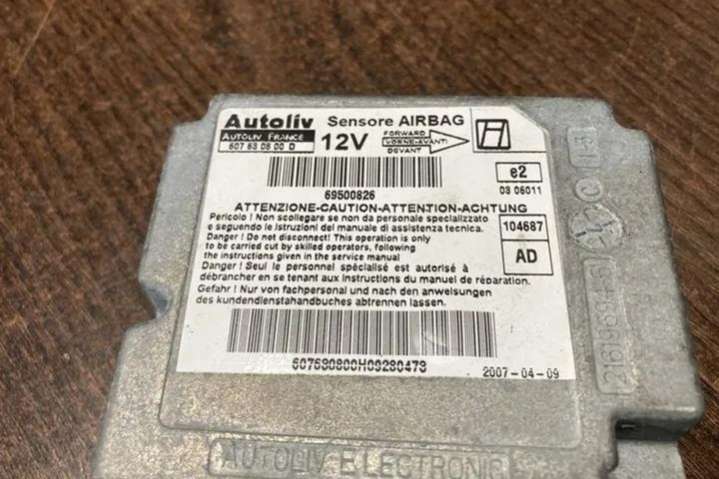 Autoliv Sensore AIRBAG
AUTOLIV FRANCE
607 63 08 00 D
12V
FORWARD
VORNE-AVANTI
DEVANT
e2
03 06011
69500826
ATTENZIONE-CAUTION-ATTENTION-ACHTUNG
Pericolo ! Non scollegare se non da personale specializzato
e seguendo le istruzioni del manuale di assistenza tecnica.
Danger ! Do not disconnect! This operation is only
to be carried out by skilled operators, following
the instructions given in the service manual
Danger ! Seul le personnel spécialisé est autorisé à
débrancher en se tenant aux instructions du manuel de réparation.
Gefahr ! Nur von fachpersonal und nach den anweisungen
des kundendiensthandbuches abtrennen lassen.
104687
AD
607630800H09280473
2007-04-09
AUTOLIV ELECTRONIC